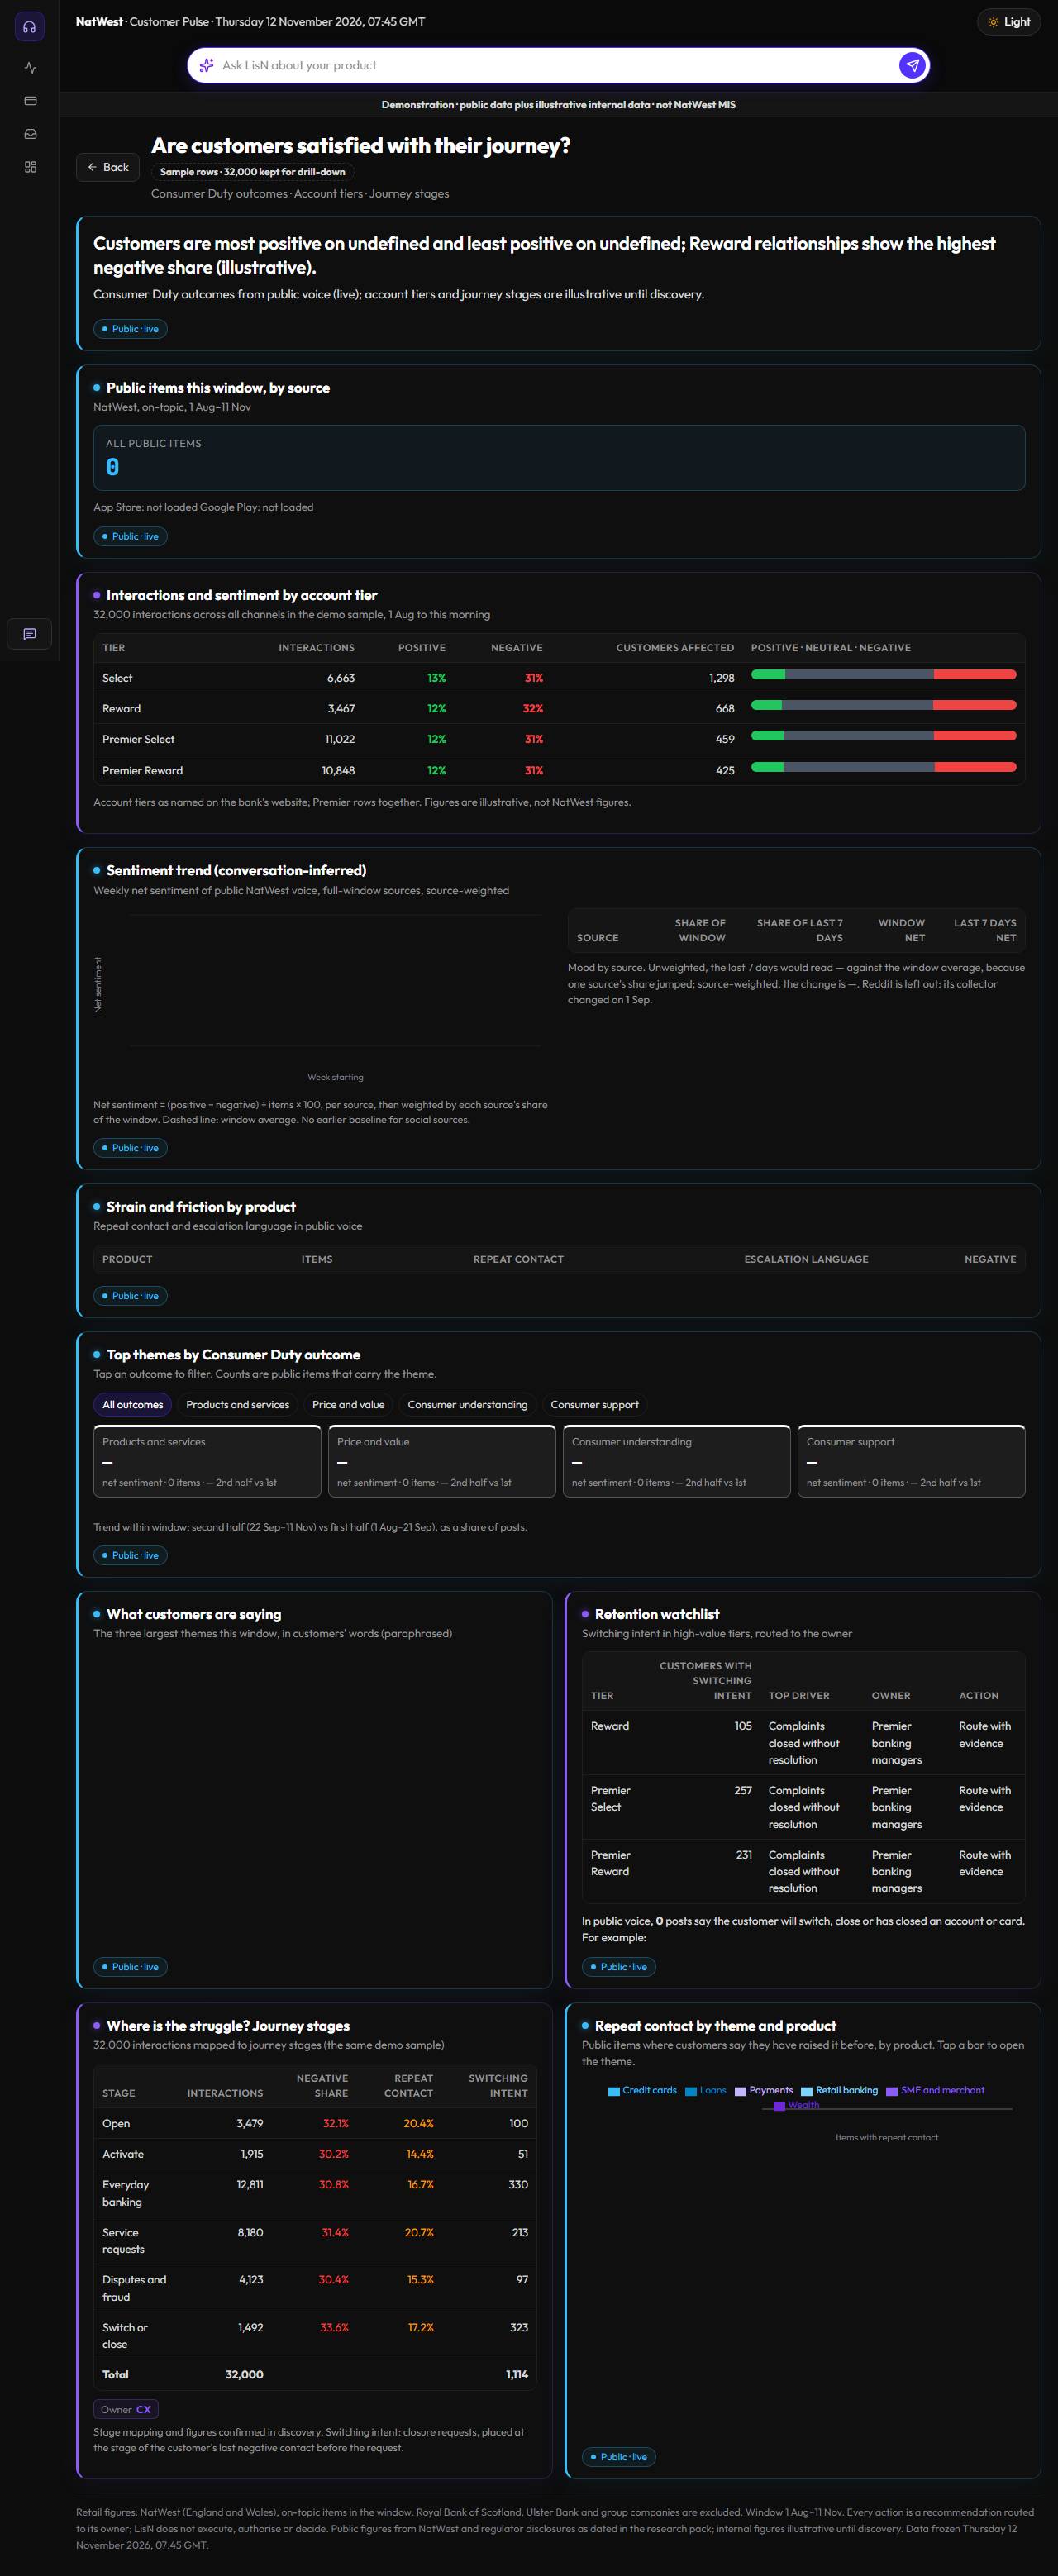 NatWest · Customer Pulse · Thursday 12 November 2026, 07:45 GMT
Light
Ask LisN about your product
Demonstration · public data plus illustrative internal data · not NatWest MIS
Back
Are customers satisfied with their journey?
Sample rows · 32,000 kept for drill-down
Consumer Duty outcomes · Account tiers · Journey stages
Customers are most positive on undefined and least positive on undefined; Reward relationships show the highest
negative share (illustrative).
Consumer Duty outcomes from public voice (live); account tiers and journey stages are illustrative until discovery.
Public · live
Public items this window, by source
NatWest, on-topic, 1 Aug–11 Nov
ALL PUBLIC ITEMS
0
App Store: not loaded Google Play: not loaded
Public · live
Interactions and sentiment by account tier
32,000 interactions across all channels in the demo sample, 1 Aug to this morning
TIER INTERACTIONS POSITIVE NEGATIVE CUSTOMERS AFFECTED POSITIVE · NEUTRAL · NEGATIVE
Select 6,663 13% 31% 1,298
Reward 3,467 12% 32% 668
Premier Select 11,022 12% 31% 459
Premier Reward 10,848 12% 31% 425
Account tiers as named on the bank's website; Premier rows together. Figures are illustrative, not NatWest figures.
Sentiment trend (conversation-inferred)
Weekly net sentiment of public NatWest voice, full-window sources, source-weighted
Net sentiment
Week starting
Net sentiment = (positive − negative) ÷ items × 100, per source, then weighted by each source's share
of the window. Dashed line: window average. No earlier baseline for social sources.
Public · live
SOURCE SHARE OF WINDOW SHARE OF LAST 7 DAYS WINDOW NET LAST 7 DAYS NET
Mood by source. Unweighted, the last 7 days would read — against the window average, because
one source's share jumped; source-weighted, the change is —. Reddit is left out: its collector
changed on 1 Sep.
Strain and friction by product
Repeat contact and escalation language in public voice
PRODUCT ITEMS REPEAT CONTACT ESCALATION LANGUAGE NEGATIVE
Public · live
Top themes by Consumer Duty outcome
Tap an outcome to filter. Counts are public items that carry the theme.
All outcomes Products and services Price and value Consumer understanding Consumer support
Products and services
—
net sentiment · 0 items · — 2nd half vs 1st
Price and value
—
net sentiment · 0 items · — 2nd half vs 1st
Consumer understanding
—
net sentiment · 0 items · — 2nd half vs 1st
Consumer support
—
net sentiment · 0 items · — 2nd half vs 1st
Trend within window: second half (22 Sep–11 Nov) vs first half (1 Aug–21 Sep), as a share of posts.
Public · live
What customers are saying
The three largest themes this window, in customers' words (paraphrased)
Public · live
Retention watchlist
Switching intent in high-value tiers, routed to the owner
TIER CUSTOMERS WITH SWITCHING INTENT TOP DRIVER OWNER ACTION
Reward 105 Complaints closed without resolution Premier banking managers Route with evidence
Premier Select 257 Complaints closed without resolution Premier banking managers Route with evidence
Premier Reward 231 Complaints closed without resolution Premier banking managers Route with evidence
In public voice, 0 posts say the customer will switch, close or has closed an account or card.
For example:
Public · live
Where is the struggle? Journey stages
32,000 interactions mapped to journey stages (the same demo sample)
STAGE INTERACTIONS NEGATIVE SHARE REPEAT CONTACT SWITCHING INTENT
Open 3,479 32.1% 20.4% 100
Activate 1,915 30.2% 14.4% 51
Everyday banking 12,811 30.8% 16.7% 330
Service requests 8,180 31.4% 20.7% 213
Disputes and fraud 4,123 30.4% 15.3% 97
Switch or close 1,492 33.6% 17.2% 323
Total 32,000 1,114
Owner CX
Stage mapping and figures confirmed in discovery. Switching intent: closure requests, placed at
the stage of the customer's last negative contact before the request.
Repeat contact by theme and product
Public items where customers say they have raised it before, by product. Tap a bar to open
the theme.
Credit cards Loans Payments Retail banking SME and merchant
Wealth
Items with repeat contact
Public · live
Retail figures: NatWest (England and Wales), on-topic items in the window. Royal Bank of Scotland, Ulster Bank and group companies are excluded. Window 1 Aug–11 Nov. Every action is a recommendation routed
to its owner; LisN does not execute, authorise or decide. Public figures from NatWest and regulator disclosures as dated in the research pack; internal figures illustrative until discovery. Data frozen Thursday 12
November 2026, 07:45 GMT.